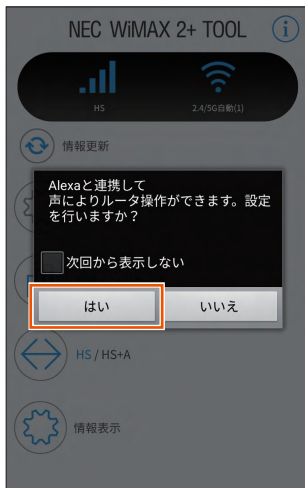 NEC WiMAX 2+ TOOL
HS
2.4/5G自動(1)
情報更新
Alexaと連携して
声によりルータ操作ができます。設定
を行いますか？
次回から表示しない
はい
いいえ
HS / HS+A
情報表示